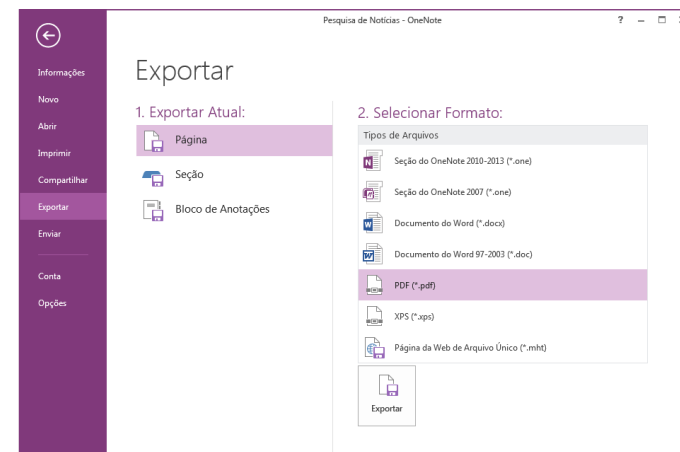 Pesquisa de Notícias - OneNote
? –
Informações
Novo
Abrir
Imprimir
Compartilhar
Exportar
Enviar
Conta
Opções
Exportar
1. Exportar Atual:
Página
Seção
Bloco de Anotações
2. Selecionar Formato:
Tipos de Arquivos
Seção do OneNote 2010-2013 (*.one)
Seção do OneNote 2007 (*.one)
Documento do Word (*.docx)
Documento do Word 97-2003 (*.doc)
PDF (*.pdf)
XPS (*.xps)
Página da Web de Arquivo Único (*.mht)
Exportar